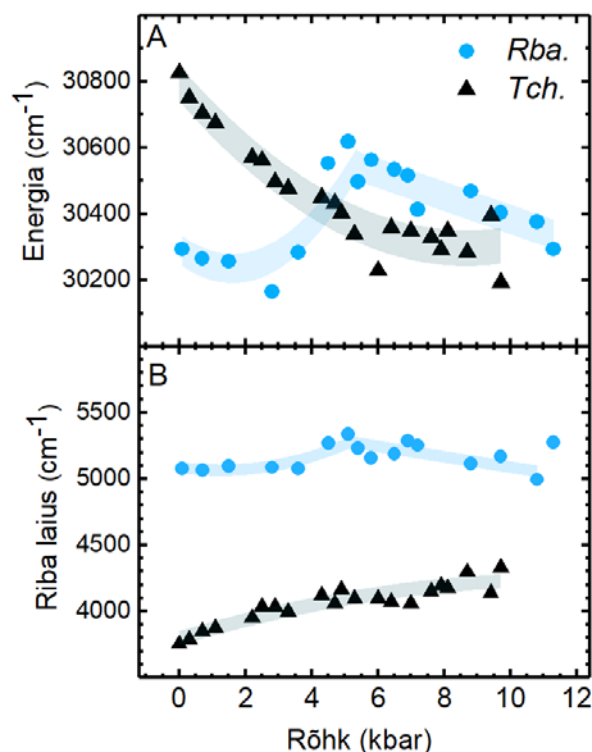 A
Rba.
Tch.
30800
30600
30400
30200
Energia (cm⁻¹)
B
5500
5000
4500
4000
Riba laius (cm⁻¹)
0 2 4 6 8 10 12
Rõhk (kbar)